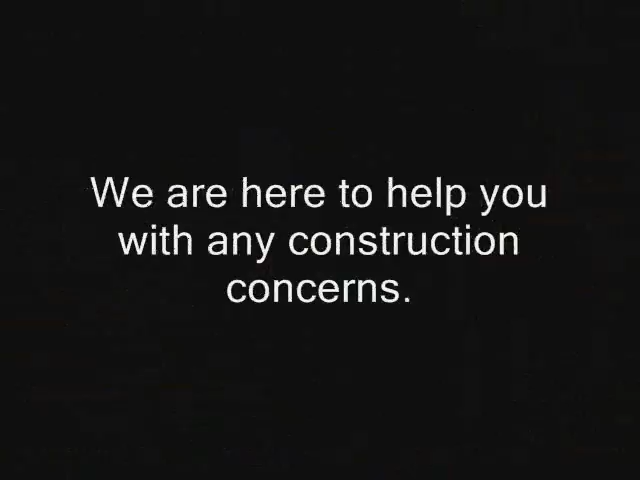 We are here to help you
with any construction
concerns.